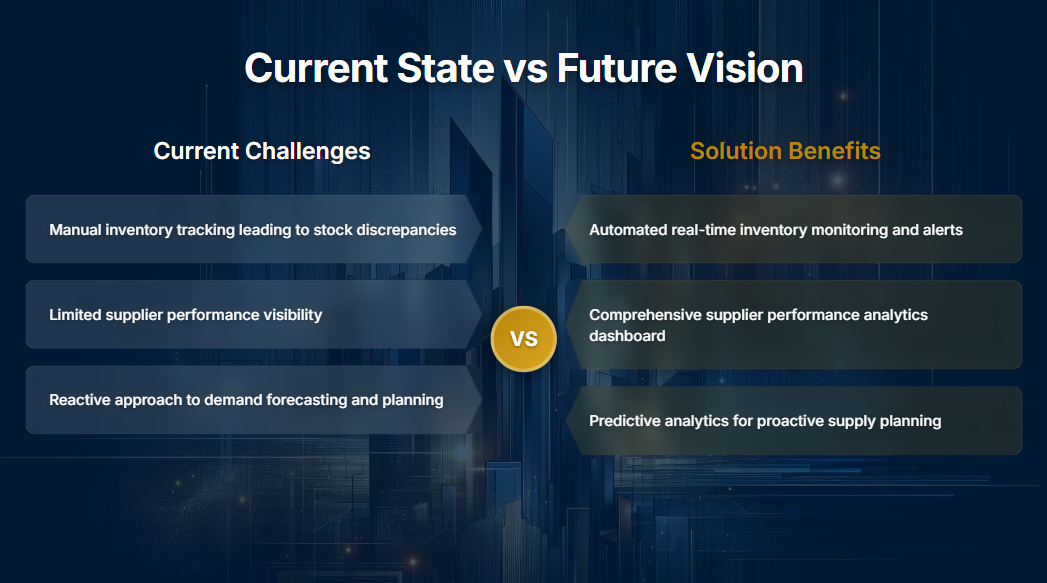 Current State vs Future Vision
Current Challenges
Manual inventory tracking leading to stock discrepancies
Limited supplier performance visibility
Reactive approach to demand forecasting and planning
VS
Solution Benefits
Automated real-time inventory monitoring and alerts
Comprehensive supplier performance analytics
dashboard
Predictive analytics for proactive supply planning